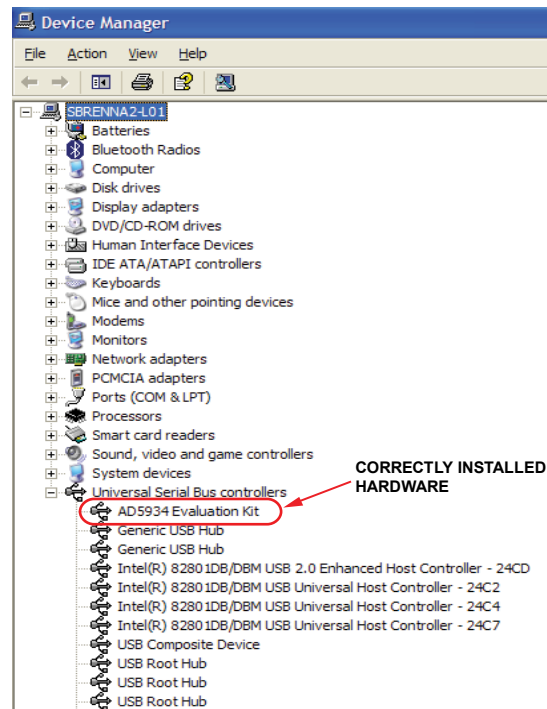 Device Manager
File Action View Help
SBRENNA2-L01
Batteries
Bluetooth Radios
Computer
Disk drives
Display adapters
DVD/CD-ROM drives
Human Interface Devices
IDE ATA/ATAPI controllers
Keyboards
Mice and other pointing devices
Modems
Monitors
Network adapters
PCMCIA adapters
Ports (COM & LPT)
Processors
Smart card readers
Sound, video and game controllers
System devices
CORRECTLY INSTALLED
HARDWARE
Universal Serial Bus controllers
AD5934 Evaluation Kit
Generic USB Hub
Generic USB Hub
Intel(R) 82801DB/DBM USB 2.0 Enhanced Host Controller - 24CD
Intel(R) 82801DB/DBM USB Universal Host Controller - 24C2
Intel(R) 82801DB/DBM USB Universal Host Controller - 24C4
Intel(R) 82801DB/DBM USB Universal Host Controller - 24C7
USB Composite Device
USB Root Hub
USB Root Hub
USB Root Hub